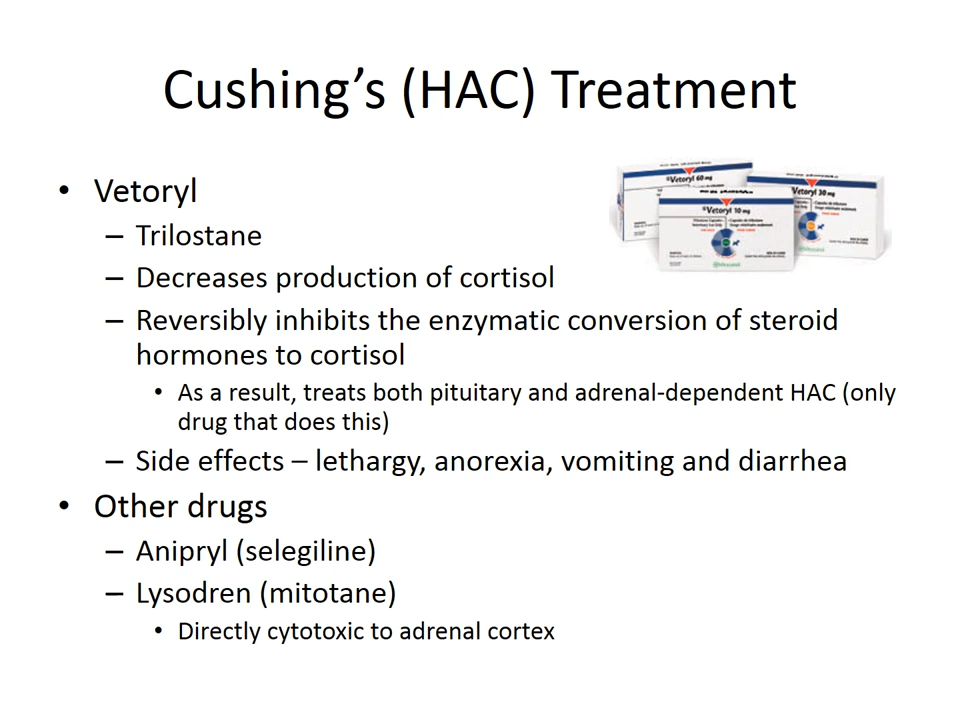 Cushing’s (HAC) Treatment
• Vetoryl
– Trilostane
– Decreases production of cortisol
– Reversibly inhibits the enzymatic conversion of steroid
hormones to cortisol
• As a result, treats both pituitary and adrenal-dependent HAC (only
drug that does this)
– Side effects – lethargy, anorexia, vomiting and diarrhea
• Other drugs
– Anipryl (selegiline)
– Lysodren (mitotane)
• Directly cytotoxic to adrenal cortex
Vetoryl 60 mg
Vetoryl 30 mg
Vetoryl 10 mg